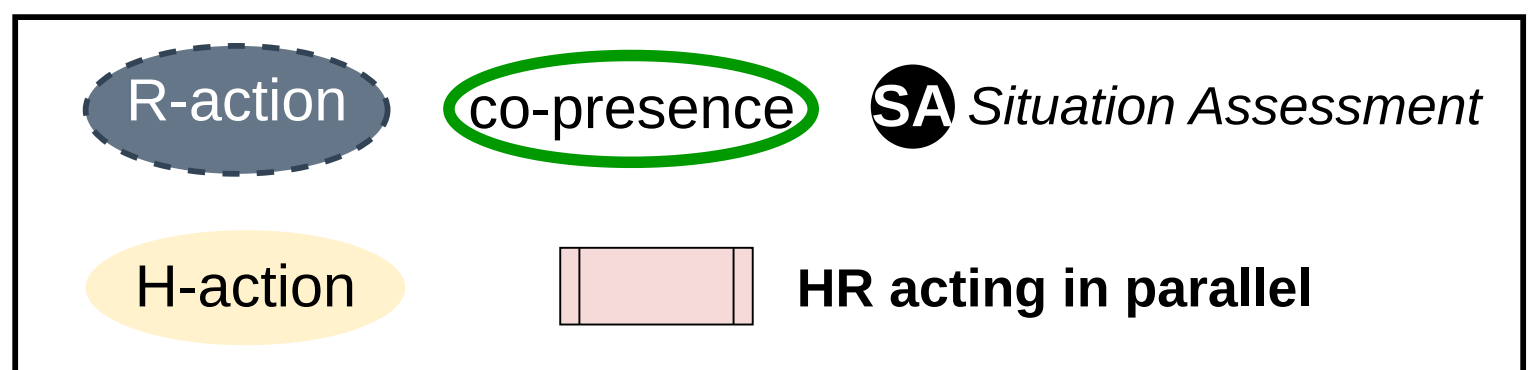 R-action
co-presence
SA Situation Assessment
H-action
HR acting in parallel